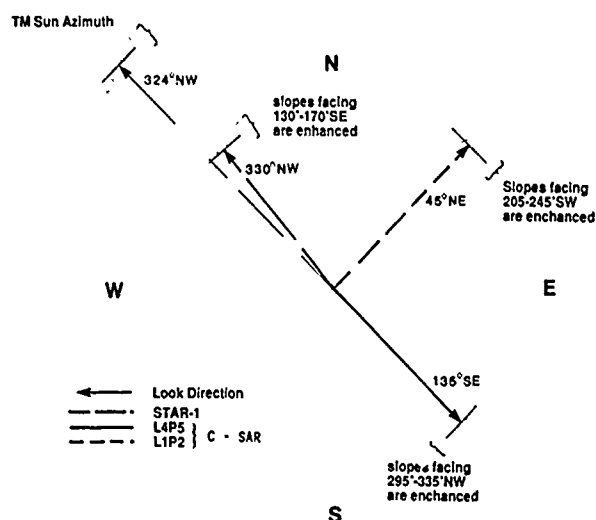 TM Sun Azimuth
324°NW
N
slopes facing
130°-170°SE
are enhanced
330^NW
45°NE
Slopes facing
205-245°SW
are enchanced
W
E
135°SE
Look Direction
STAR-1
L4P5
L1P2
C - SAR
slopes facing
295°-335°NW
are enchanced
S